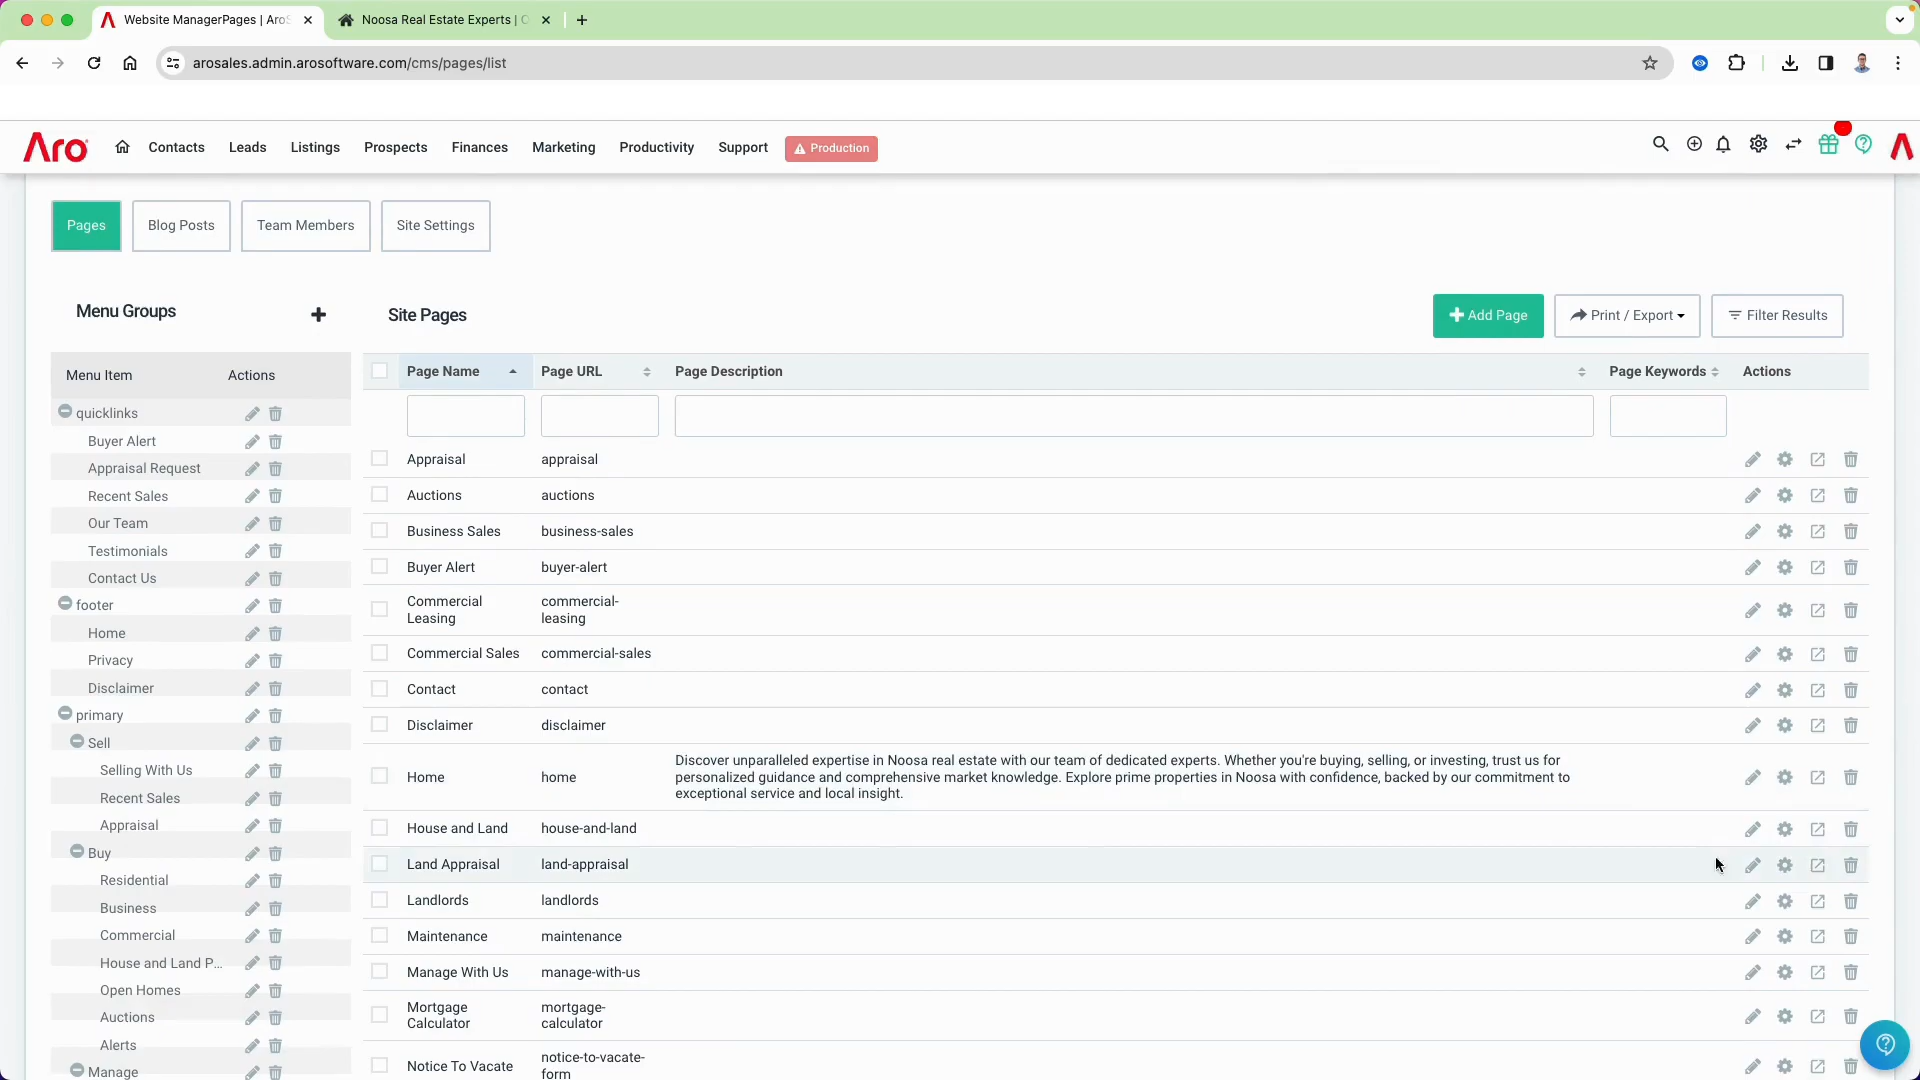 Website ManagerPages | Aro
Noosa Real Estate Experts |
arosales.admin.arosoftware.com/cms/pages/list
Aro
Contacts
Leads
Listings
Prospects
Finances
Marketing
Productivity
Support
Production
Pages
Blog Posts
Team Members
Site Settings
Menu Groups
Site Pages
Add Page
Print / Export
Filter Results
Menu Item Actions
quicklinks
Buyer Alert
Appraisal Request
Recent Sales
Our Team
Testimonials
Contact Us
footer
Home
Privacy
Disclaimer
primary
Sell
Selling With Us
Recent Sales
Appraisal
Buy
Residential
Business
Commercial
House and Land P...
Open Homes
Auctions
Alerts
Manage
Page Name Page URL Page Description Page Keywords Actions
Appraisal appraisal
Auctions auctions
Business Sales business-sales
Buyer Alert buyer-alert
Commercial commercial-
Leasing leasing
Commercial Sales commercial-sales
Contact contact
Disclaimer disclaimer
Discover unparalleled expertise in Noosa real estate with our team of dedicated experts. Whether you're buying, selling, or investing, trust us for
Home home personalized guidance and comprehensive market knowledge. Explore prime properties in Noosa with confidence, backed by our commitment to
exceptional service and local insight.
House and Land house-and-land
Land Appraisal land-appraisal
Landlords landlords
Maintenance maintenance
Manage With Us manage-with-us
Mortgage mortgage-
Calculator calculator
Notice To Vacate notice-to-vacate-
form